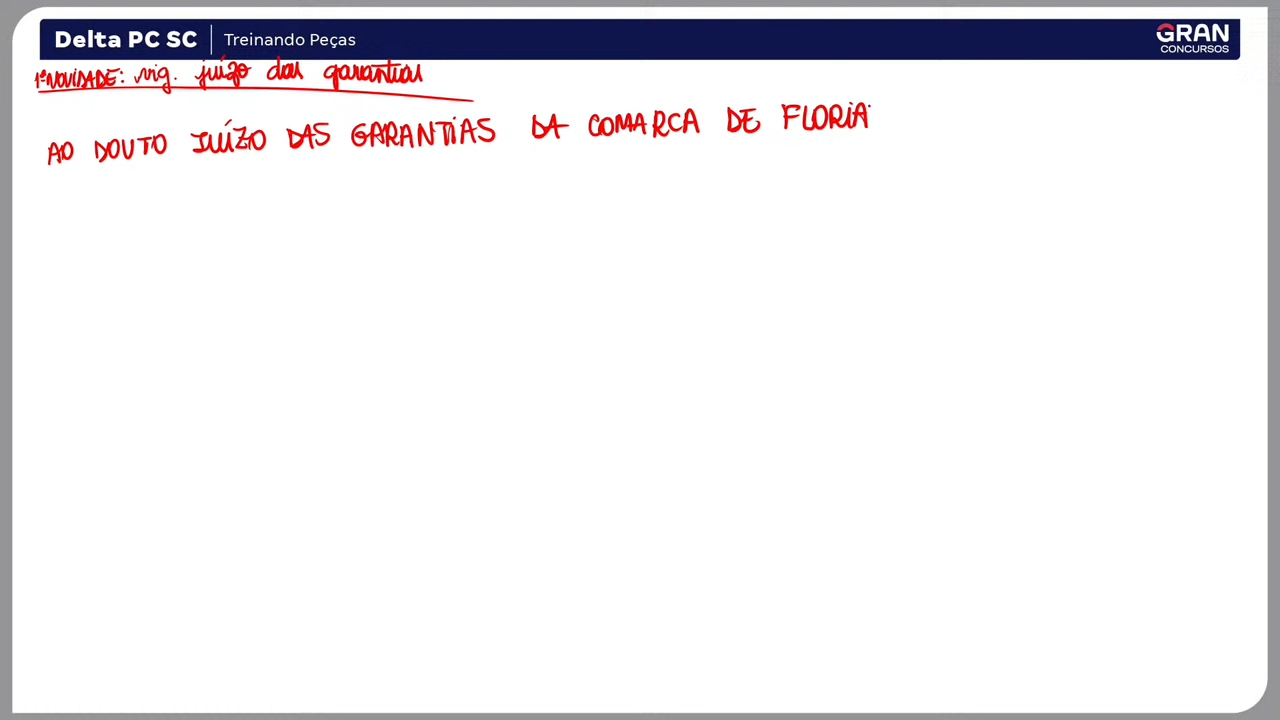 Delta PC SC | Treinando Peças
GRAN
CONCURSOS
1ª NOVIDADE: vig. juízo das garantias
AO DOUTO JUÍZO DAS GARANTIAS DA COMARCA DE FLORIA